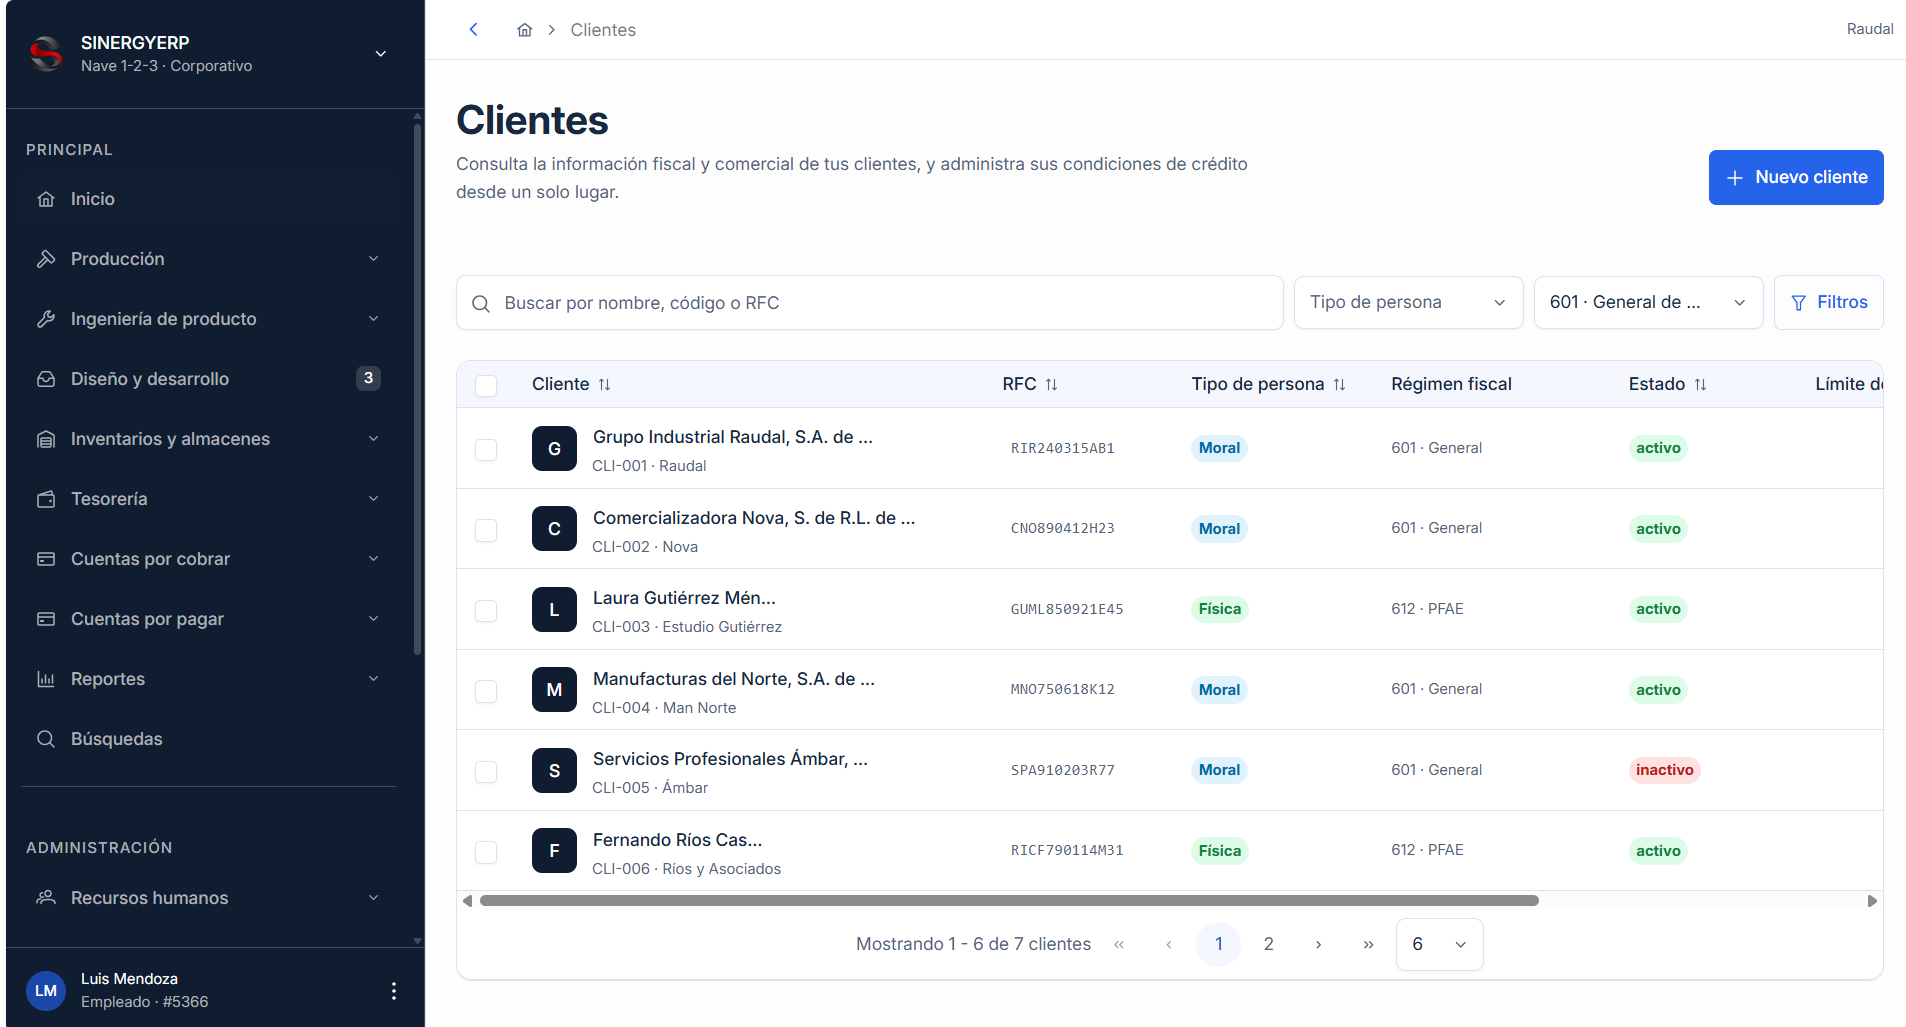 SINERGYERP
Nave 1-2-3 · Corporativo
PRINCIPAL
Inicio
Producción
Ingeniería de producto
Diseño y desarrollo 3
Inventarios y almacenes
Tesorería
Cuentas por cobrar
Cuentas por pagar
Reportes
Búsquedas
ADMINISTRACIÓN
Recursos humanos
LM
Luis Mendoza
Empleado · #5366
Clientes
Raudal
Clientes
Consulta la información fiscal y comercial de tus clientes, y administra sus condiciones de crédito
desde un solo lugar.
Nuevo cliente
Buscar por nombre, código o RFC
Tipo de persona
601 · General de ...
Filtros
Cliente RFC Tipo de persona Régimen fiscal Estado Límite de
G Grupo Industrial Raudal, S.A. de ... RIR240315AB1 Moral 601 · General activo
CLI-001 · Raudal
C Comercializadora Nova, S. de R.L. de ... CNO890412H23 Moral 601 · General activo
CLI-002 · Nova
L Laura Gutiérrez Mén... GUML850921E45 Física 612 · PFAE activo
CLI-003 · Estudio Gutiérrez
M Manufacturas del Norte, S.A. de ... MNO750618K12 Moral 601 · General activo
CLI-004 · Man Norte
S Servicios Profesionales Ámbar, ... SPA910203R77 Moral 601 · General inactivo
CLI-005 · Ámbar
F Fernando Ríos Cas... RICF790114M31 Física 612 · PFAE activo
CLI-006 · Ríos y Asociados
Mostrando 1 - 6 de 7 clientes « ‹ 1 2 › » 6